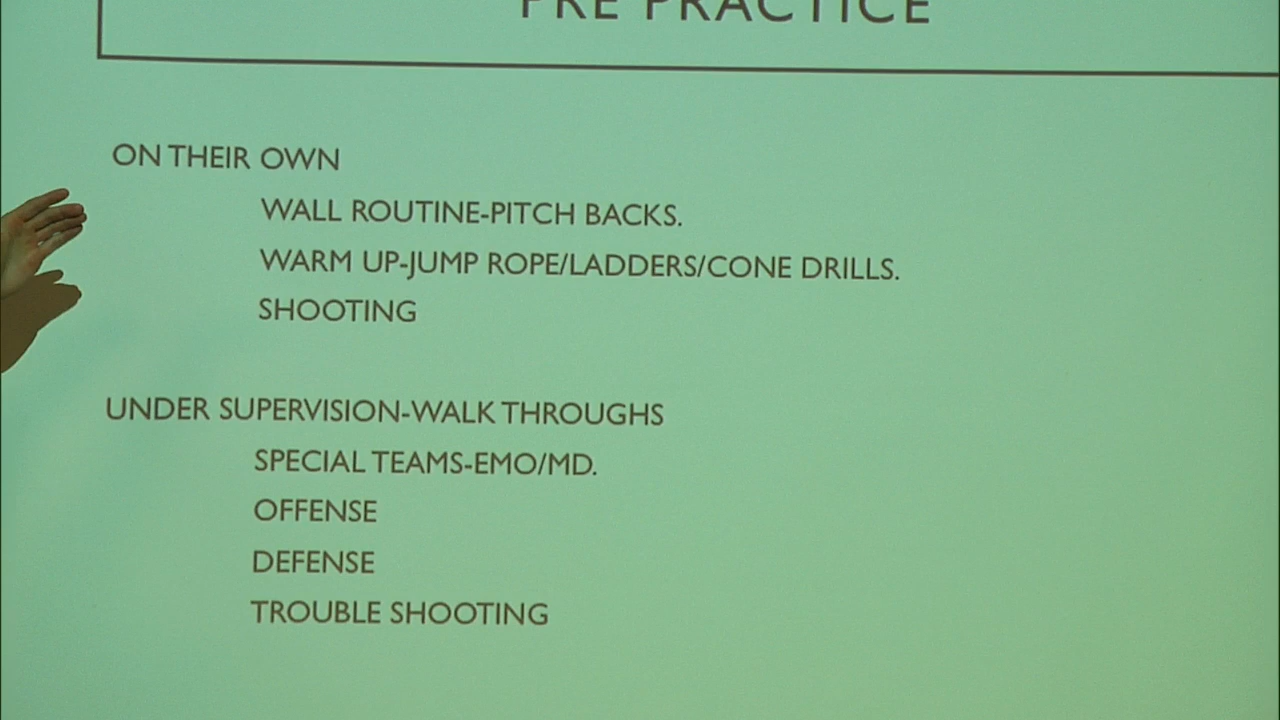 PRE PRACTICE
ON THEIR OWN
WALL ROUTINE-PITCH BACKS.
WARM UP-JUMP ROPE/LADDERS/CONE DRILLS.
SHOOTING
UNDER SUPERVISION-WALK THROUGHS
SPECIAL TEAMS-EMO/MD.
OFFENSE
DEFENSE
TROUBLE SHOOTING